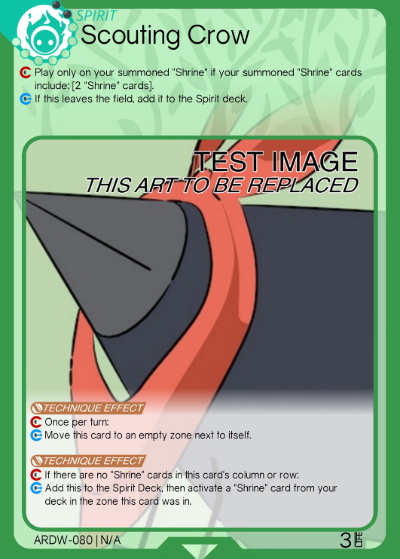 SPIRIT
Scouting Crow
Play only on your summoned "Shrine" if your summoned "Shrine" cards
include: [2 "Shrine" cards].
If this leaves the field, add it to the Spirit deck.
TEST IMAGE
THIS ART TO BE REPLACED
TECHNIQUE EFFECT
Once per turn:
Move this card to an empty zone next to itself.
TECHNIQUE EFFECT
If there are no "Shrine" cards in this card's column or row:
Add this to the Spirit Deck, then activate a "Shrine" card from your
deck in the zone this card was in.
ARDW-080 | N/A
3 LIFE